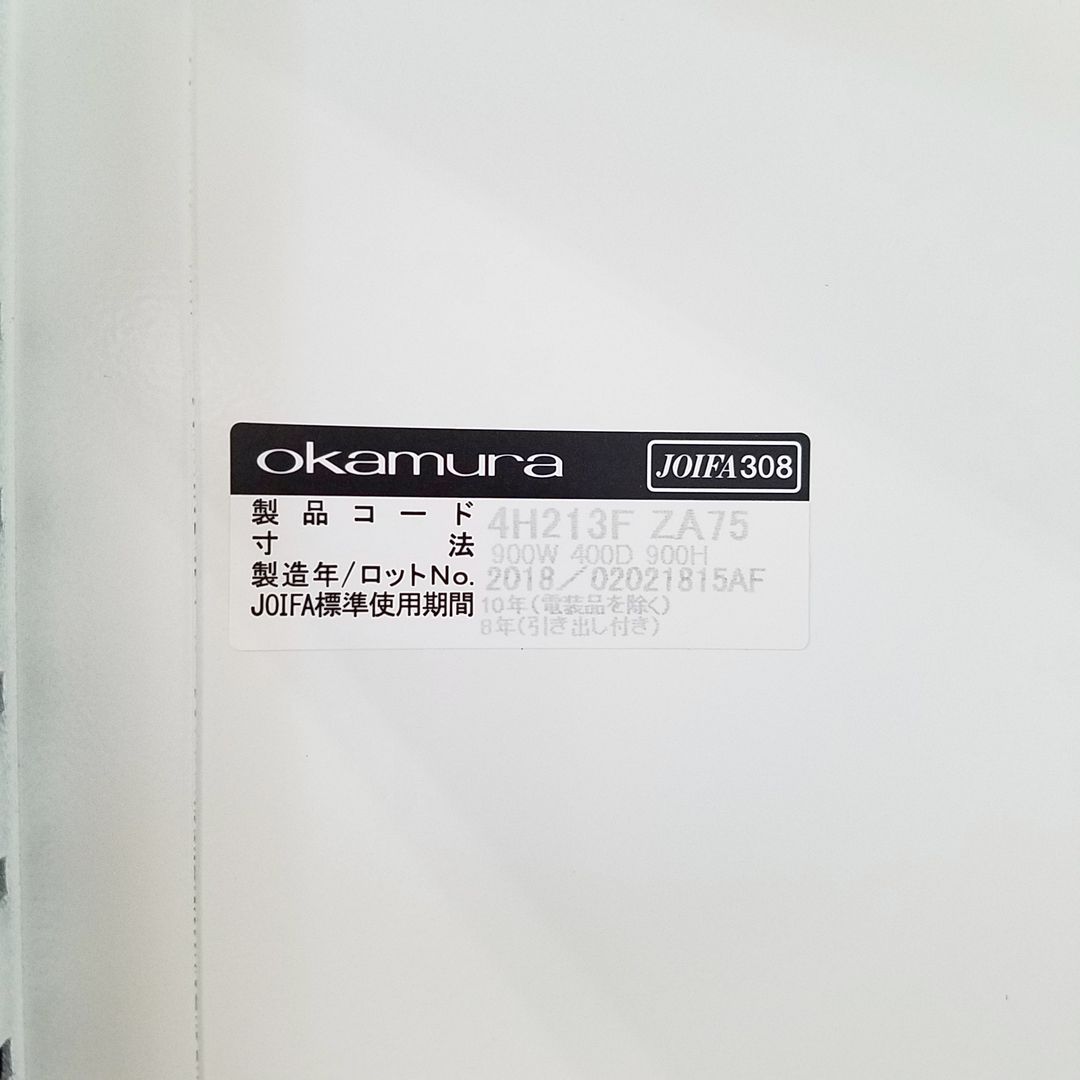 okamura JOIFA308
製品コード 4H213F ZA75
寸法 900W 400D 900H
製造年/ロットNo. 2018/02021815AF
JOIFA標準使用期間 10年(電装品を除く)
8年(引き出し付き)